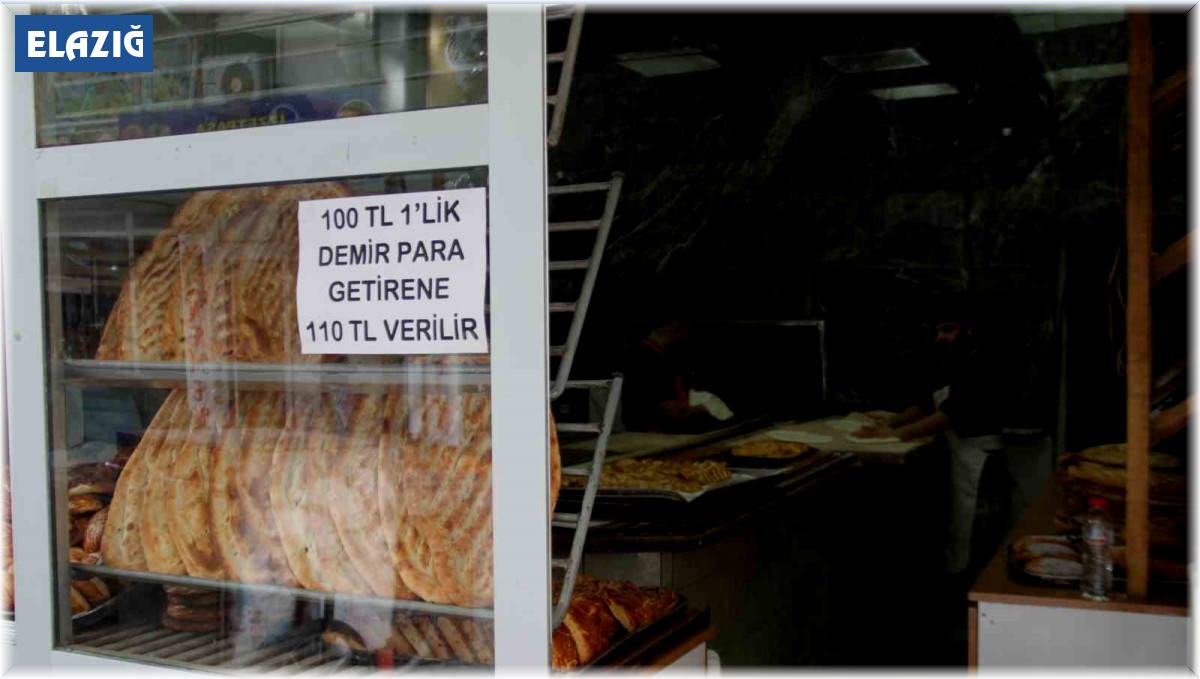 ELAZIĞ
100 TL 1'LİK
DEMİR PARA
GETİRENE
110 TL VERİLİR